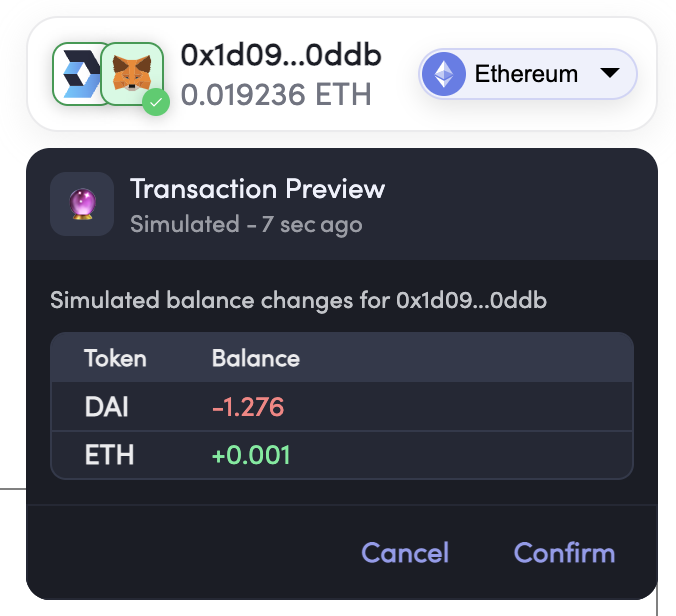 0x1d09...0ddb
0.019236 ETH
Ethereum
Transaction Preview
Simulated - 7 sec ago
Simulated balance changes for 0x1d09...0ddb
Token Balance
DAI -1.276
ETH +0.001
Cancel Confirm